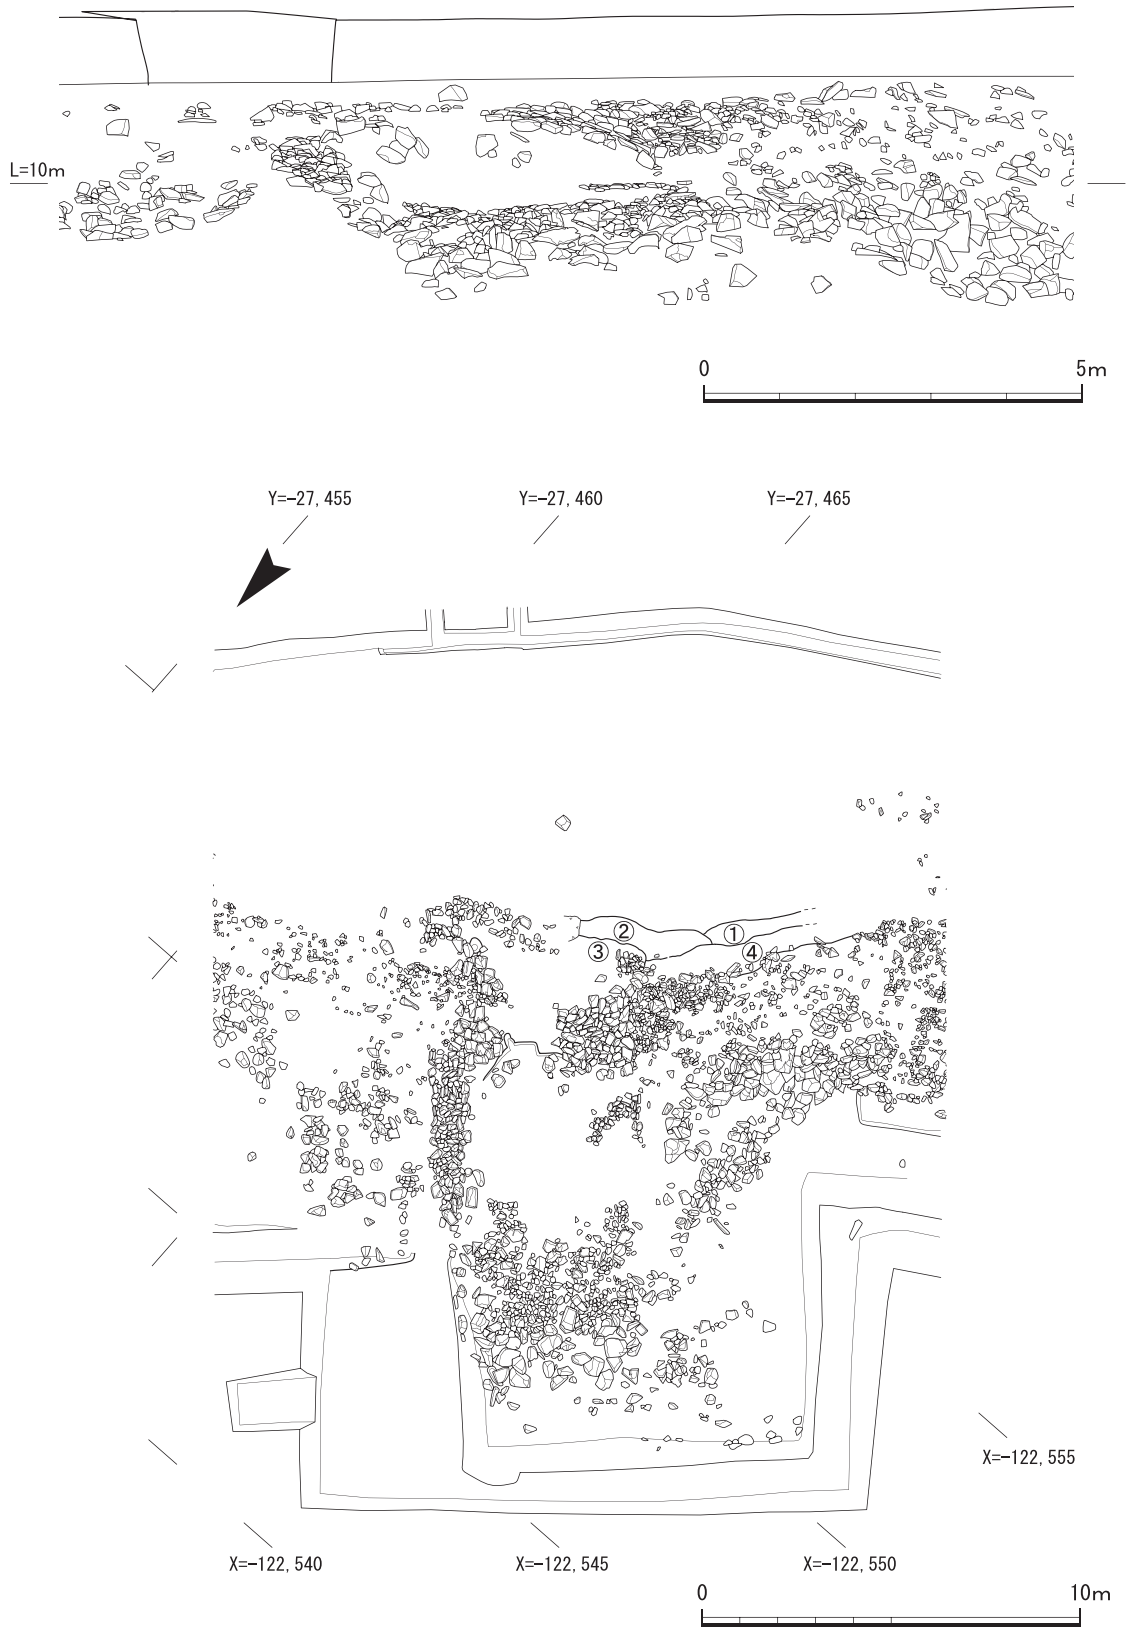 L=10m
0 5m
Y=-27,455 Y=-27,460 Y=-27,465
② ①
③ ④
X=-122,555
X=-122,540 X=-122,545 X=-122,550
0 10m